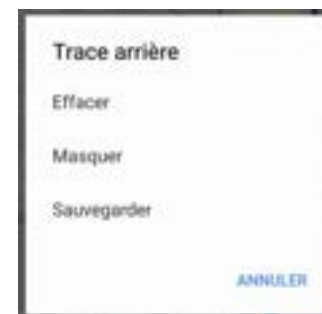 Trace arrière
Effacer
Masquer
Sauvegarder
ANNULER